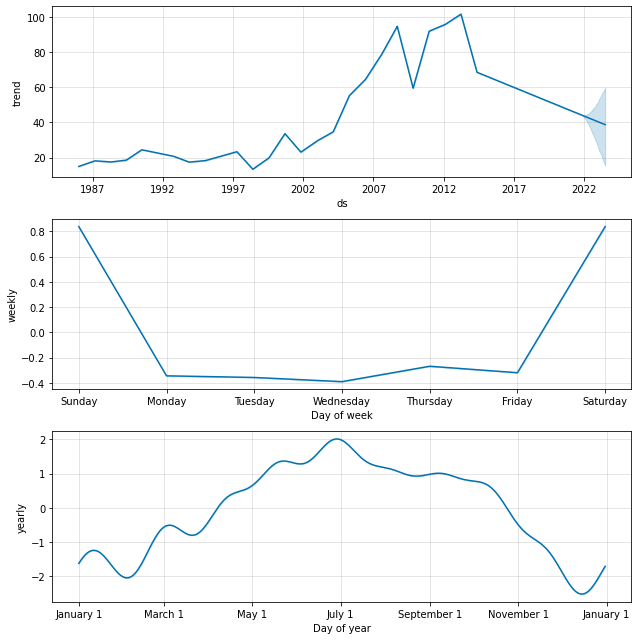 100
80
60
40
20
trend
1987 1992 1997 2002 2007 2012 2017 2022
ds
0.8
0.6
0.4
0.2
0.0
−0.2
−0.4
weekly
Sunday Monday Tuesday Wednesday Thursday Friday Saturday
Day of week
2
1
0
−1
−2
yearly
January 1 March 1 May 1 July 1 September 1 November 1 January 1
Day of year